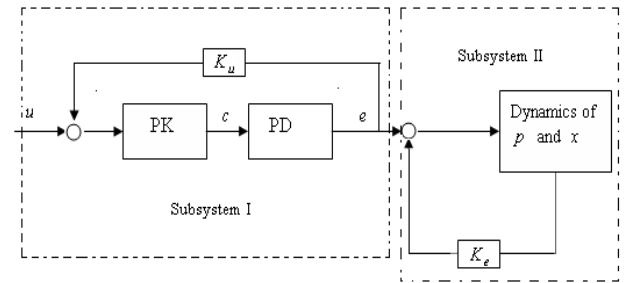 K_u
Subsystem II
u
PK
c
PD
e
Dynamics of
p and x
Subsystem I
K_e